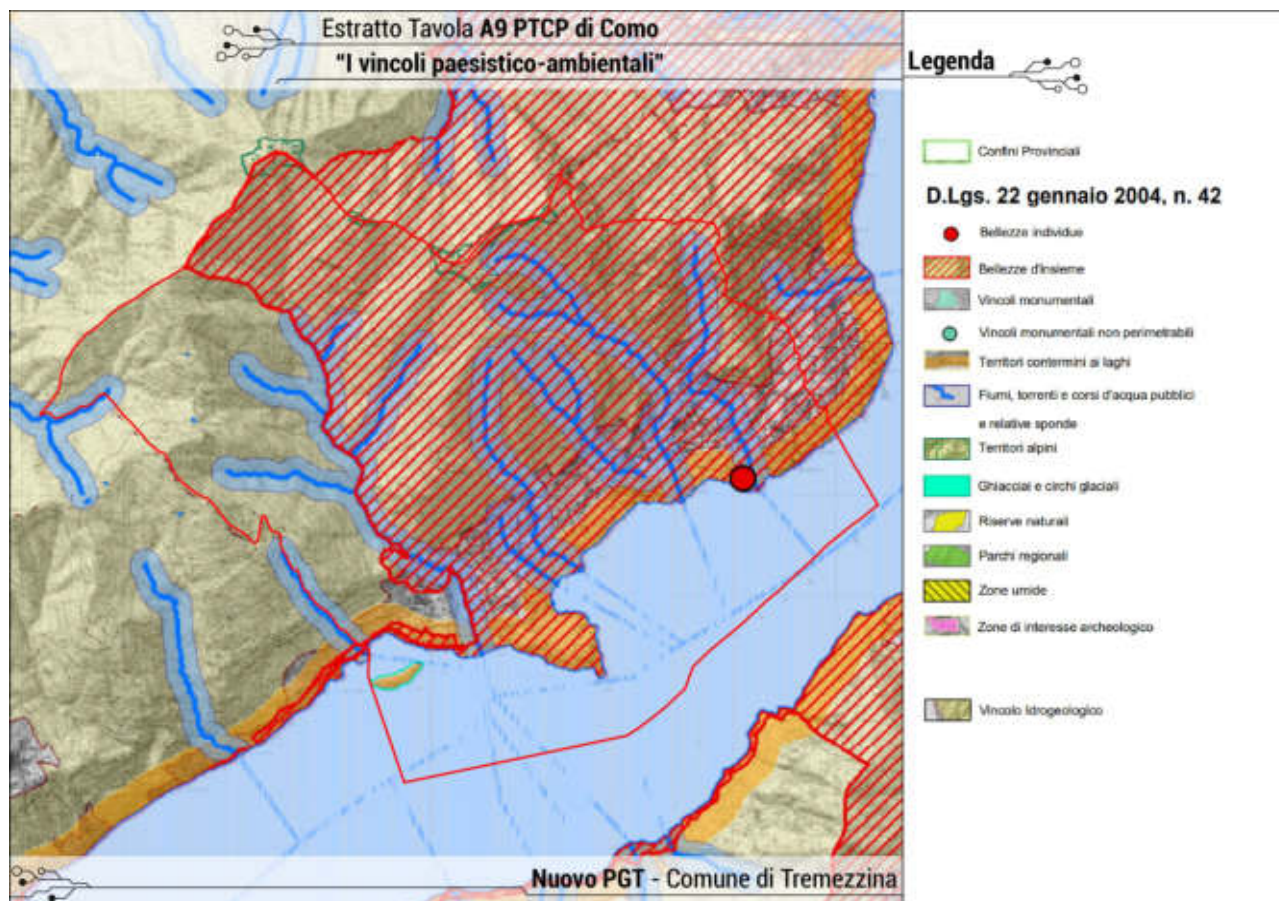 Estratto Tavola A9 PTCP di Como
"I vincoli paesistico-ambientali"
Legenda
Confini Provinciali
D.Lgs. 22 gennaio 2004, n. 42
Bellezze individue
Bellezze d'Insieme
Vincoli monumentali
Vincoli monumentali non perimetrabili
Territori contermini ai laghi
Fiumi, torrenti e corsi d'acqua pubblici
e relative sponde
Territori alpini
Ghiacciai e circhi glaciali
Riserve naturali
Parchi regionali
Zone umide
Zone di interesse archeologico
Vincolo Idrogeologico
Nuovo PGT - Comune di Tremezzina